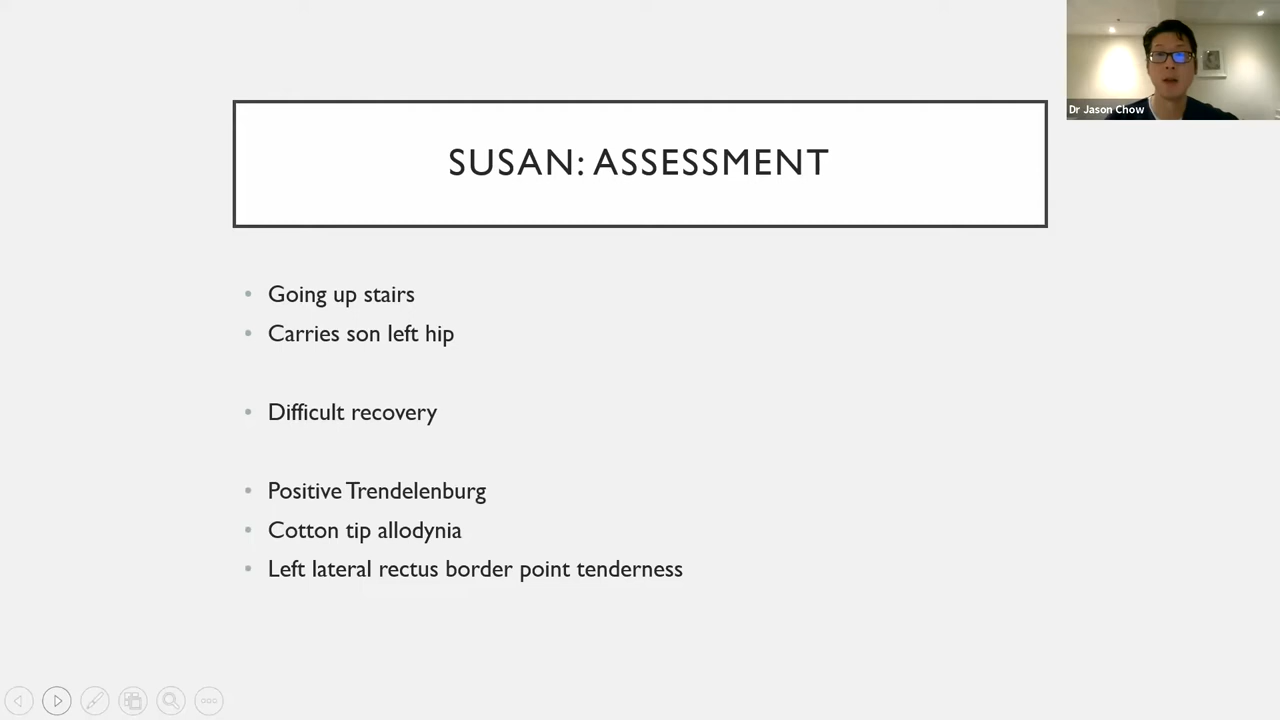 Dr Jason Chow
SUSAN: ASSESSMENT
• Going up stairs
• Carries son left hip
• Difficult recovery
• Positive Trendelenburg
• Cotton tip allodynia
• Left lateral rectus border point tenderness